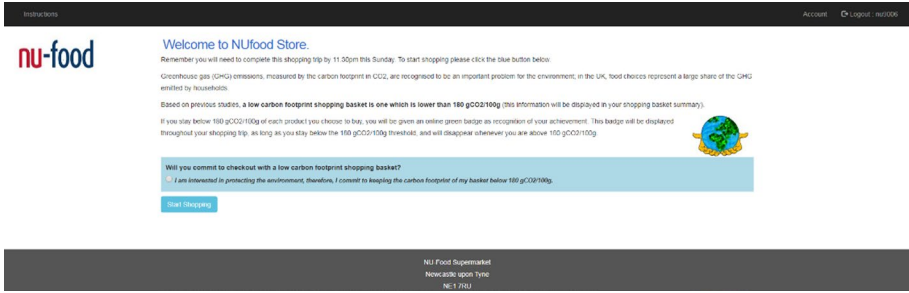 Instructions
Account
Logout : nu9006
nu-food
Welcome to NUfood Store.
Remember you will need to complete this shopping trip by 11.30pm this Sunday. To start shopping please click the blue button below.
Greenhouse gas (GHG) emissions, measured by the carbon footprint in CO2, are recognised to be an important problem for the environment; in the UK, food choices represent a large share of the GHG
emitted by households.
Based on previous studies, a low carbon footprint shopping basket is one which is lower than 180 gCO2/100g (this information will be displayed in your shopping basket summary).
If you stay below 180 gCO2/100g of each product you choose to buy, you will be given an online green badge as recognition of your achievement. This badge will be displayed
throughout your shopping trip, as long as you stay below the 180 gCO2/100g threshold, and will disappear whenever you are above 180 gCO2/100g.
Will you commit to checkout with a low carbon footprint shopping basket?
I am interested in protecting the environment, therefore, I commit to keeping the carbon footprint of my basket below 180 gCO2/100g.
Start Shopping
NU-Food Supermarket
Newcastle upon Tyne
NE1 7RU